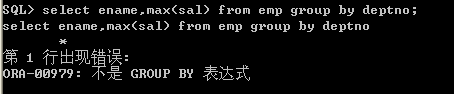 SQL> select ename,max(sal) from emp group by deptno;
select ename,max(sal) from emp group by deptno
*
第 1 行出现错误:
ORA-00979: 不是 GROUP BY 表达式